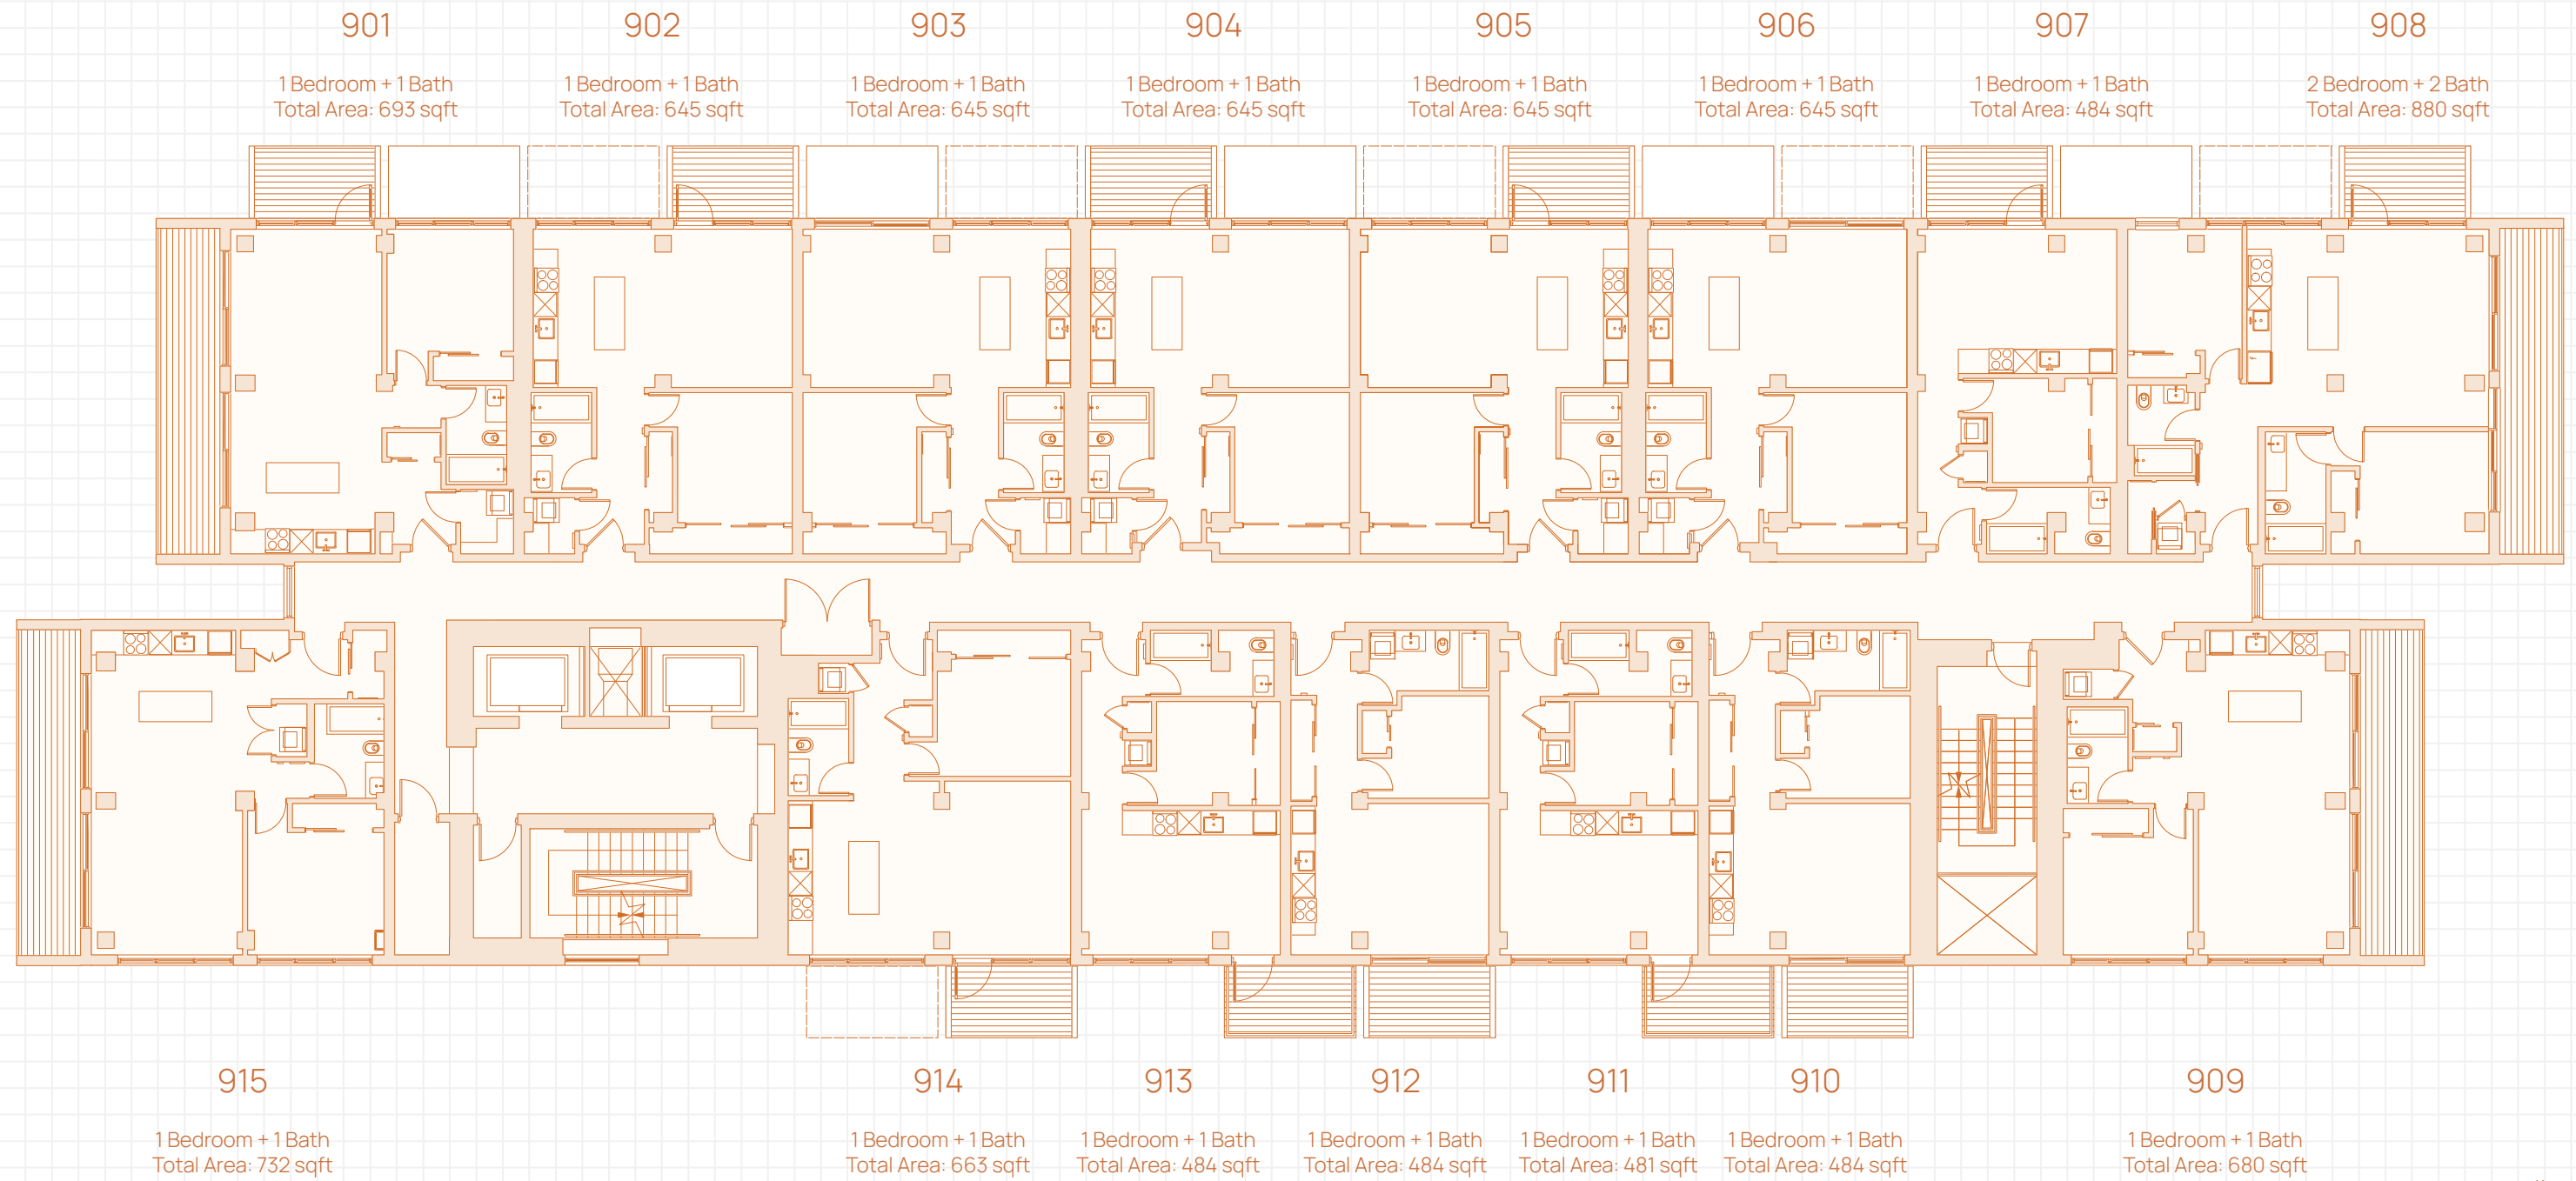 901
1 Bedroom + 1 Bath
Total Area: 693 sqft
902
1 Bedroom + 1 Bath
Total Area: 645 sqft
903
1 Bedroom + 1 Bath
Total Area: 645 sqft
904
1 Bedroom + 1 Bath
Total Area: 645 sqft
905
1 Bedroom + 1 Bath
Total Area: 645 sqft
906
1 Bedroom + 1 Bath
Total Area: 645 sqft
907
1 Bedroom + 1 Bath
Total Area: 484 sqft
908
2 Bedroom + 2 Bath
Total Area: 880 sqft
915
1 Bedroom + 1 Bath
Total Area: 732 sqft
914
1 Bedroom + 1 Bath
Total Area: 663 sqft
913
1 Bedroom + 1 Bath
Total Area: 484 sqft
912
1 Bedroom + 1 Bath
Total Area: 484 sqft
911
1 Bedroom + 1 Bath
Total Area: 481 sqft
910
1 Bedroom + 1 Bath
Total Area: 484 sqft
909
1 Bedroom + 1 Bath
Total Area: 680 sqft